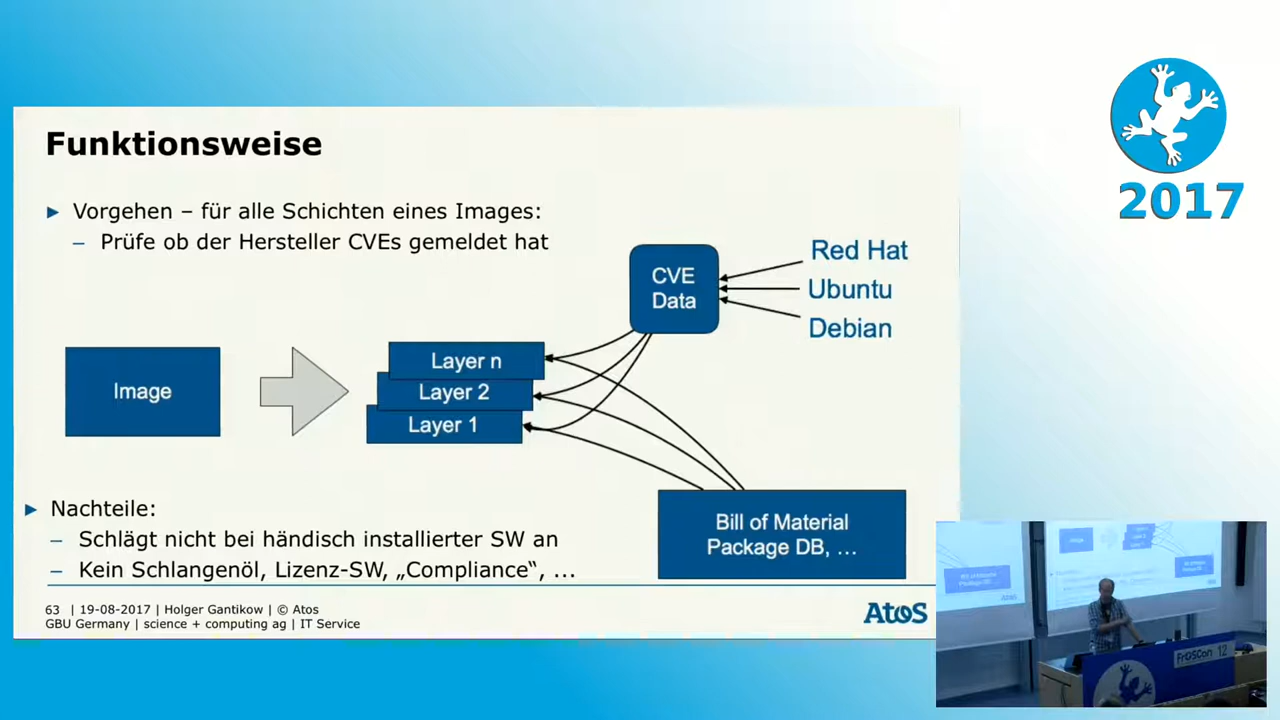 Funktionsweise
► Vorgehen – für alle Schichten eines Images:
– Prüfe ob der Hersteller CVEs gemeldet hat
CVE
Data
Red Hat
Ubuntu
Debian
Image
Layer n
Layer 2
Layer 1
► Nachteile:
– Schlägt nicht bei händisch installierter SW an
– Kein Schlangenöl, Lizenz-SW, „Compliance“, …
Bill of Material
Package DB, …
63 | 19-08-2017 | Holger Gantikow | © Atos
GBU Germany | science + computing ag | IT Service
Atos
2017
FrOSCon 12